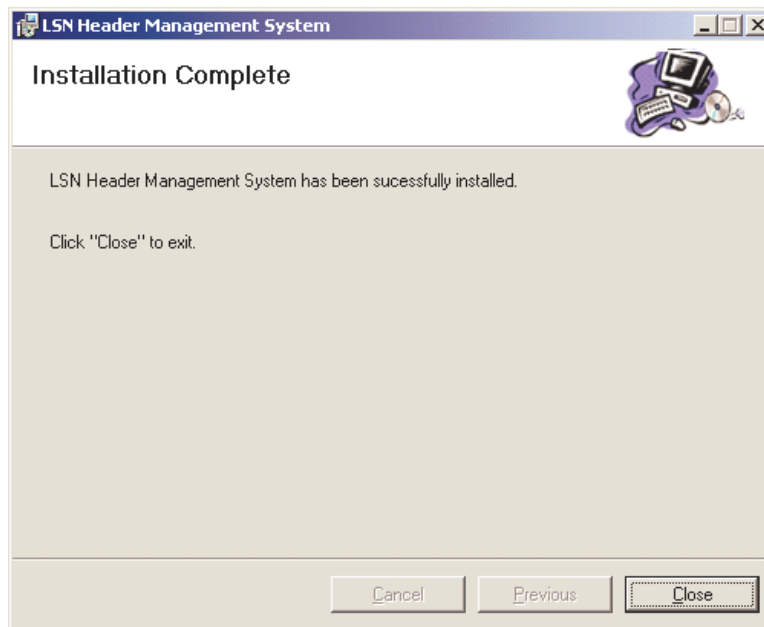 LSN Header Management System
Installation Complete
LSN Header Management System has been sucessfully installed.
Click "Close" to exit.
Cancel
Previous
Close